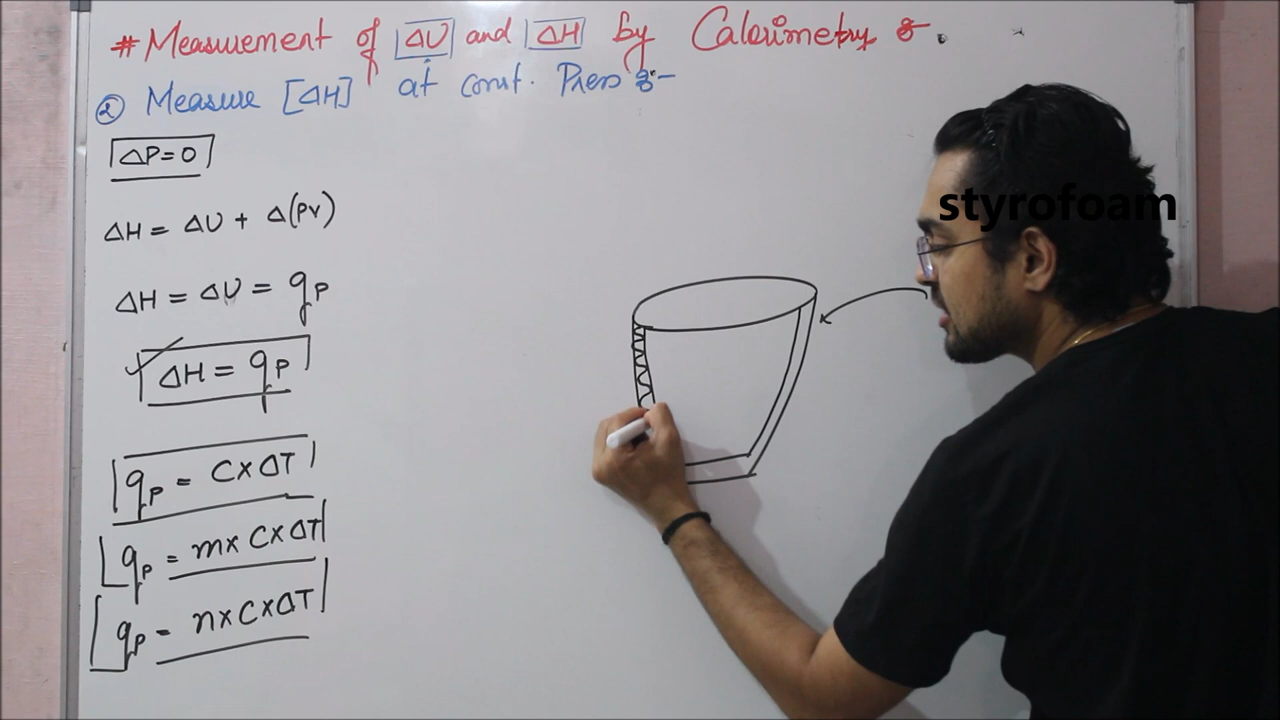 # Measurement of ΔU and ΔH by Calorimetry :-
② Measure [ΔH] at const. Press :-
ΔP=0
ΔH = ΔU + Δ(PV)
ΔH = ΔU = qp
ΔH = qp
qp = C×ΔT
qp = m×C×ΔT
qp = n×C×ΔT
styrofoam